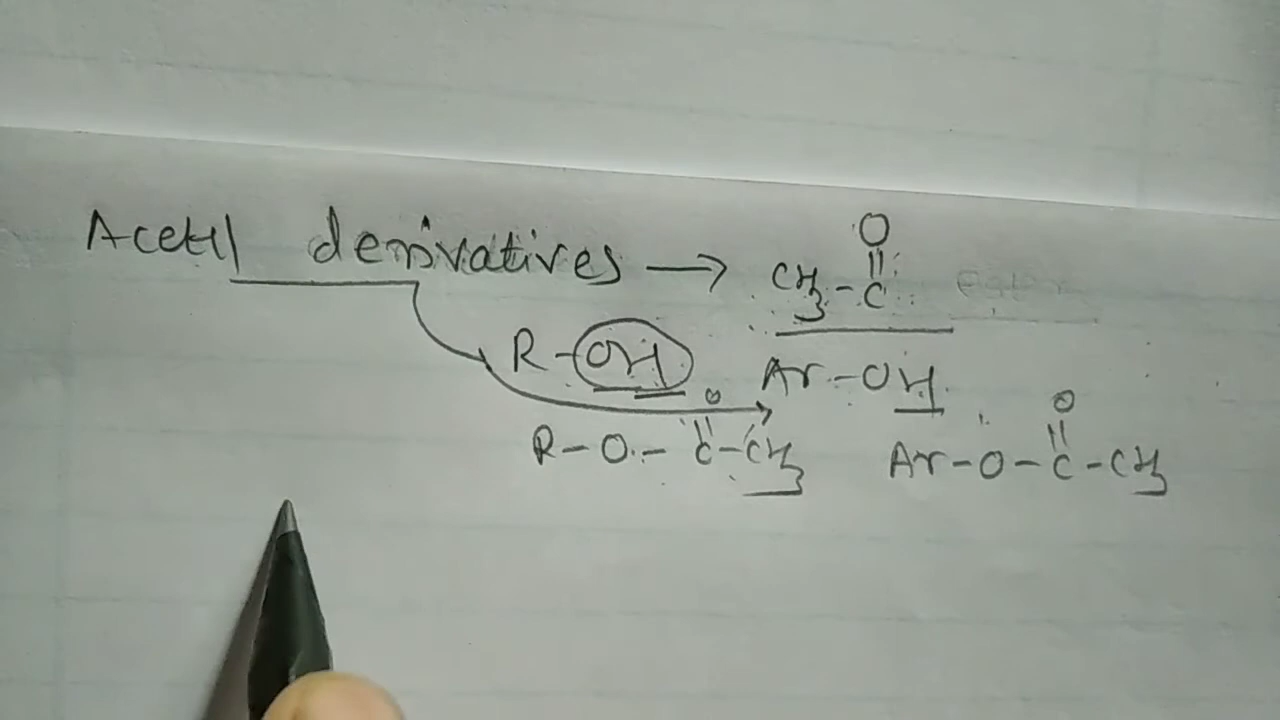 Acetyl derivatives → CH3-C=O
R-OH Ar-OH
R-O-C(=O)-CH3 Ar-O-C(=O)-CH3